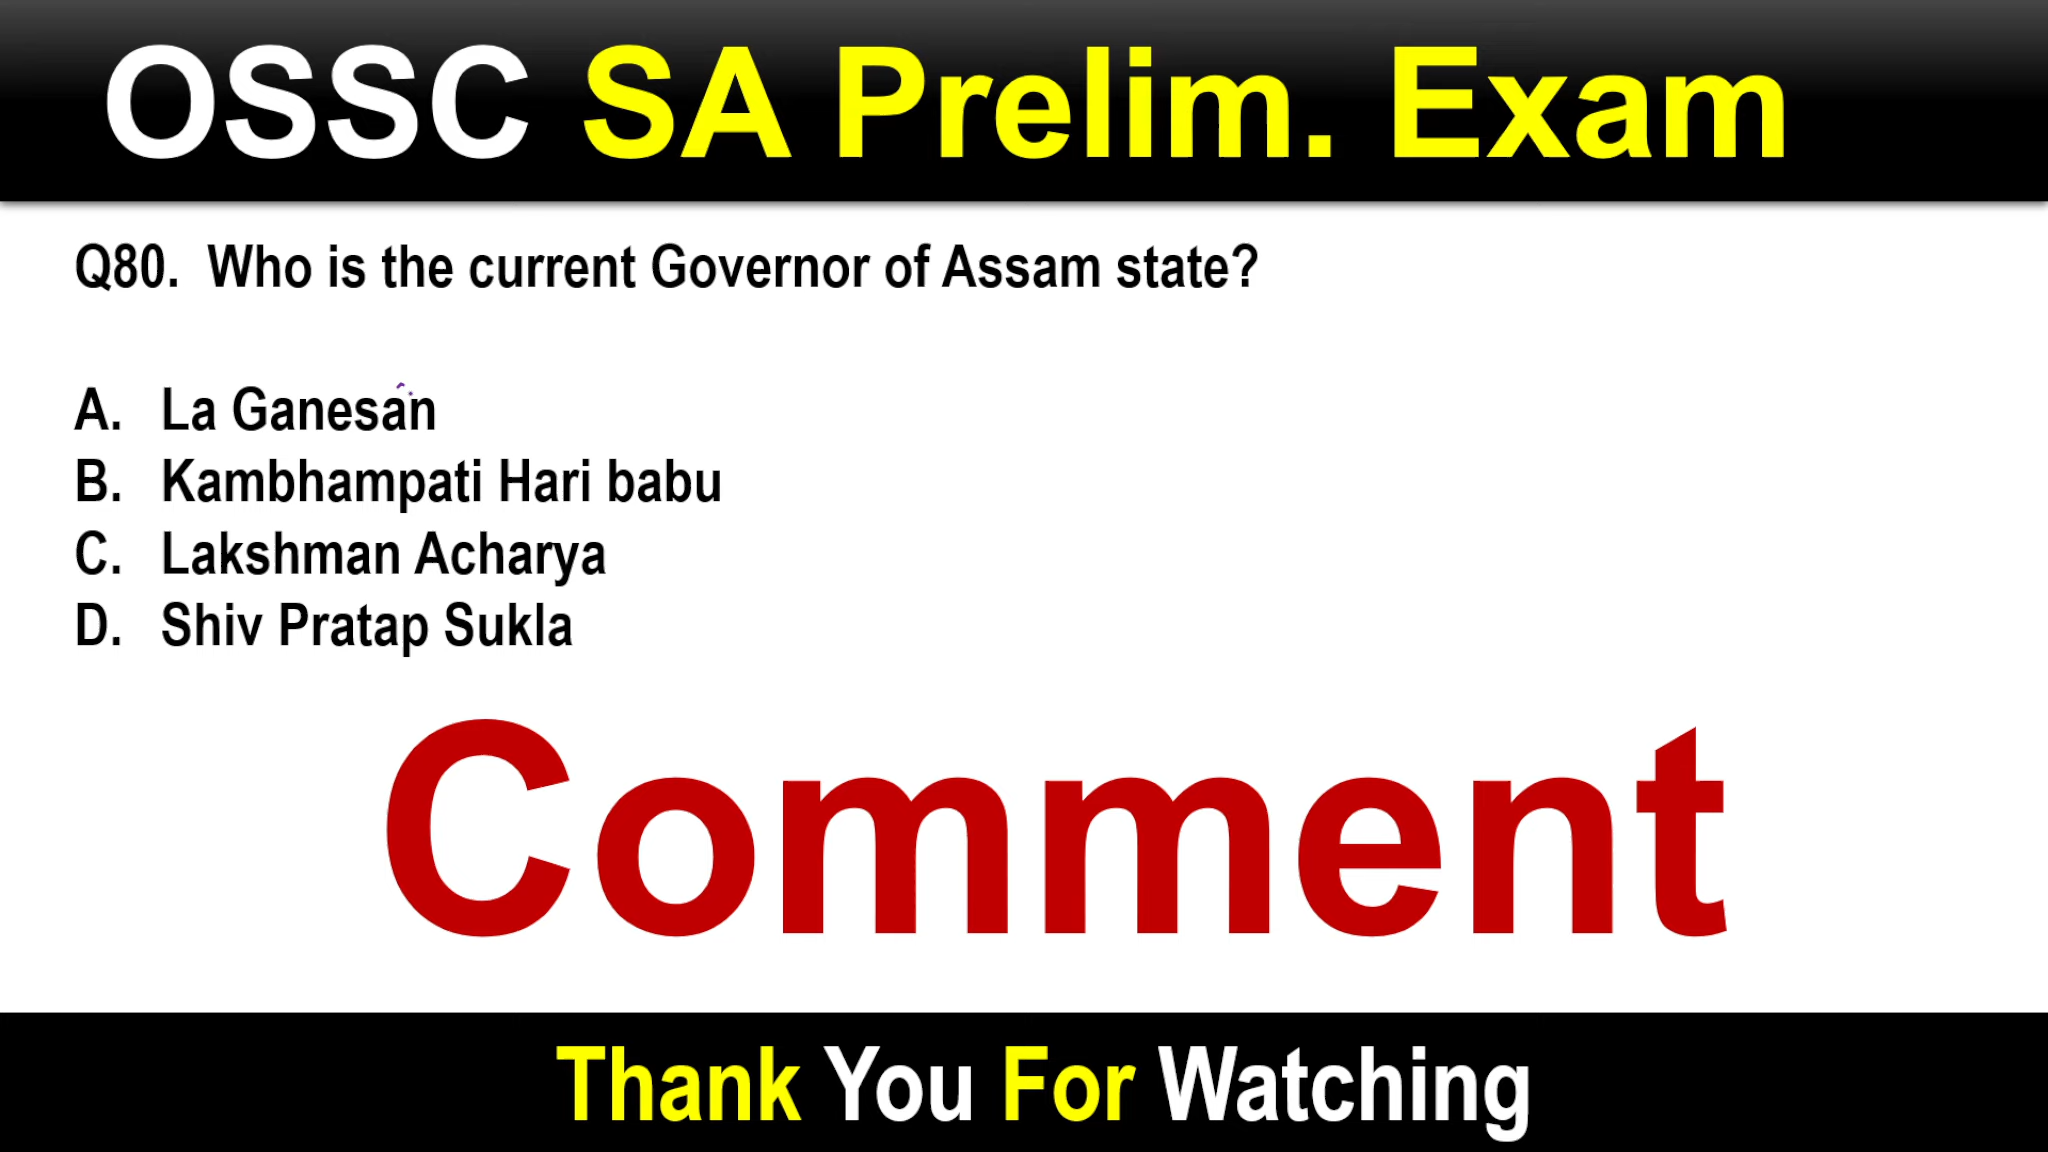 OSSC SA Prelim. Exam
Q80. Who is the current Governor of Assam state?
A. La Ganesan
B. Kambhampati Hari babu
C. Lakshman Acharya
D. Shiv Pratap Sukla
Comment
Thank You For Watching